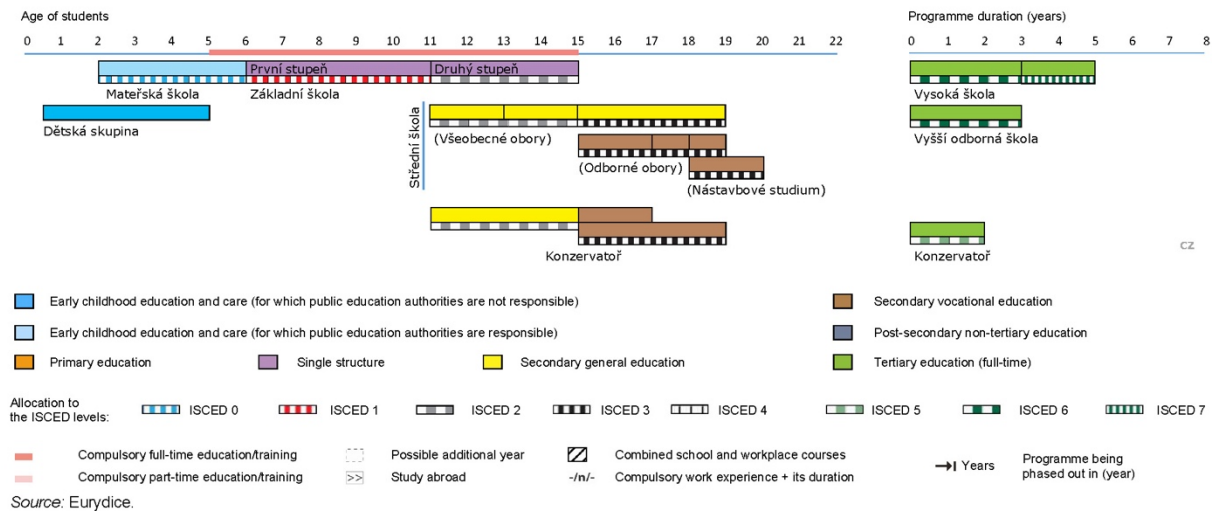 Age of students
Programme duration (years)
0 1 2 3 4 5 6 7 8 9 10 11 12 13 14 15 16 17 18 19 20 22
0 1 2 3 4 5 8
První stupeň
Druhý stupeň
Mateřská škola
Základní škola
Vysoká škola
Dětská skupina
Střední škola
(Všeobecné obory)
(Odborné obory)
(Nástavbové studium)
Vyšší odborná škola
Konzervatoř
Konzervatoř
CZ
Early childhood education and care (for which public education authorities are not responsible)
Secondary vocational education
Early childhood education and care (for which public education authorities are responsible)
Post-secondary non-tertiary education
Primary education
Single structure
Secondary general education
Tertiary education (full-time)
Allocation to
the ISCED levels:
ISCED 0
ISCED 1
ISCED 2
ISCED 3
ISCED 4
ISCED 5
ISCED 6
ISCED 7
Compulsory full-time education/training
Possible additional year
Combined school and workplace courses
Years
Programme being
phased out in (year)
Compulsory part-time education/training
>>
Study abroad
-/n/-
Compulsory work experience + its duration
Source: Eurydice.